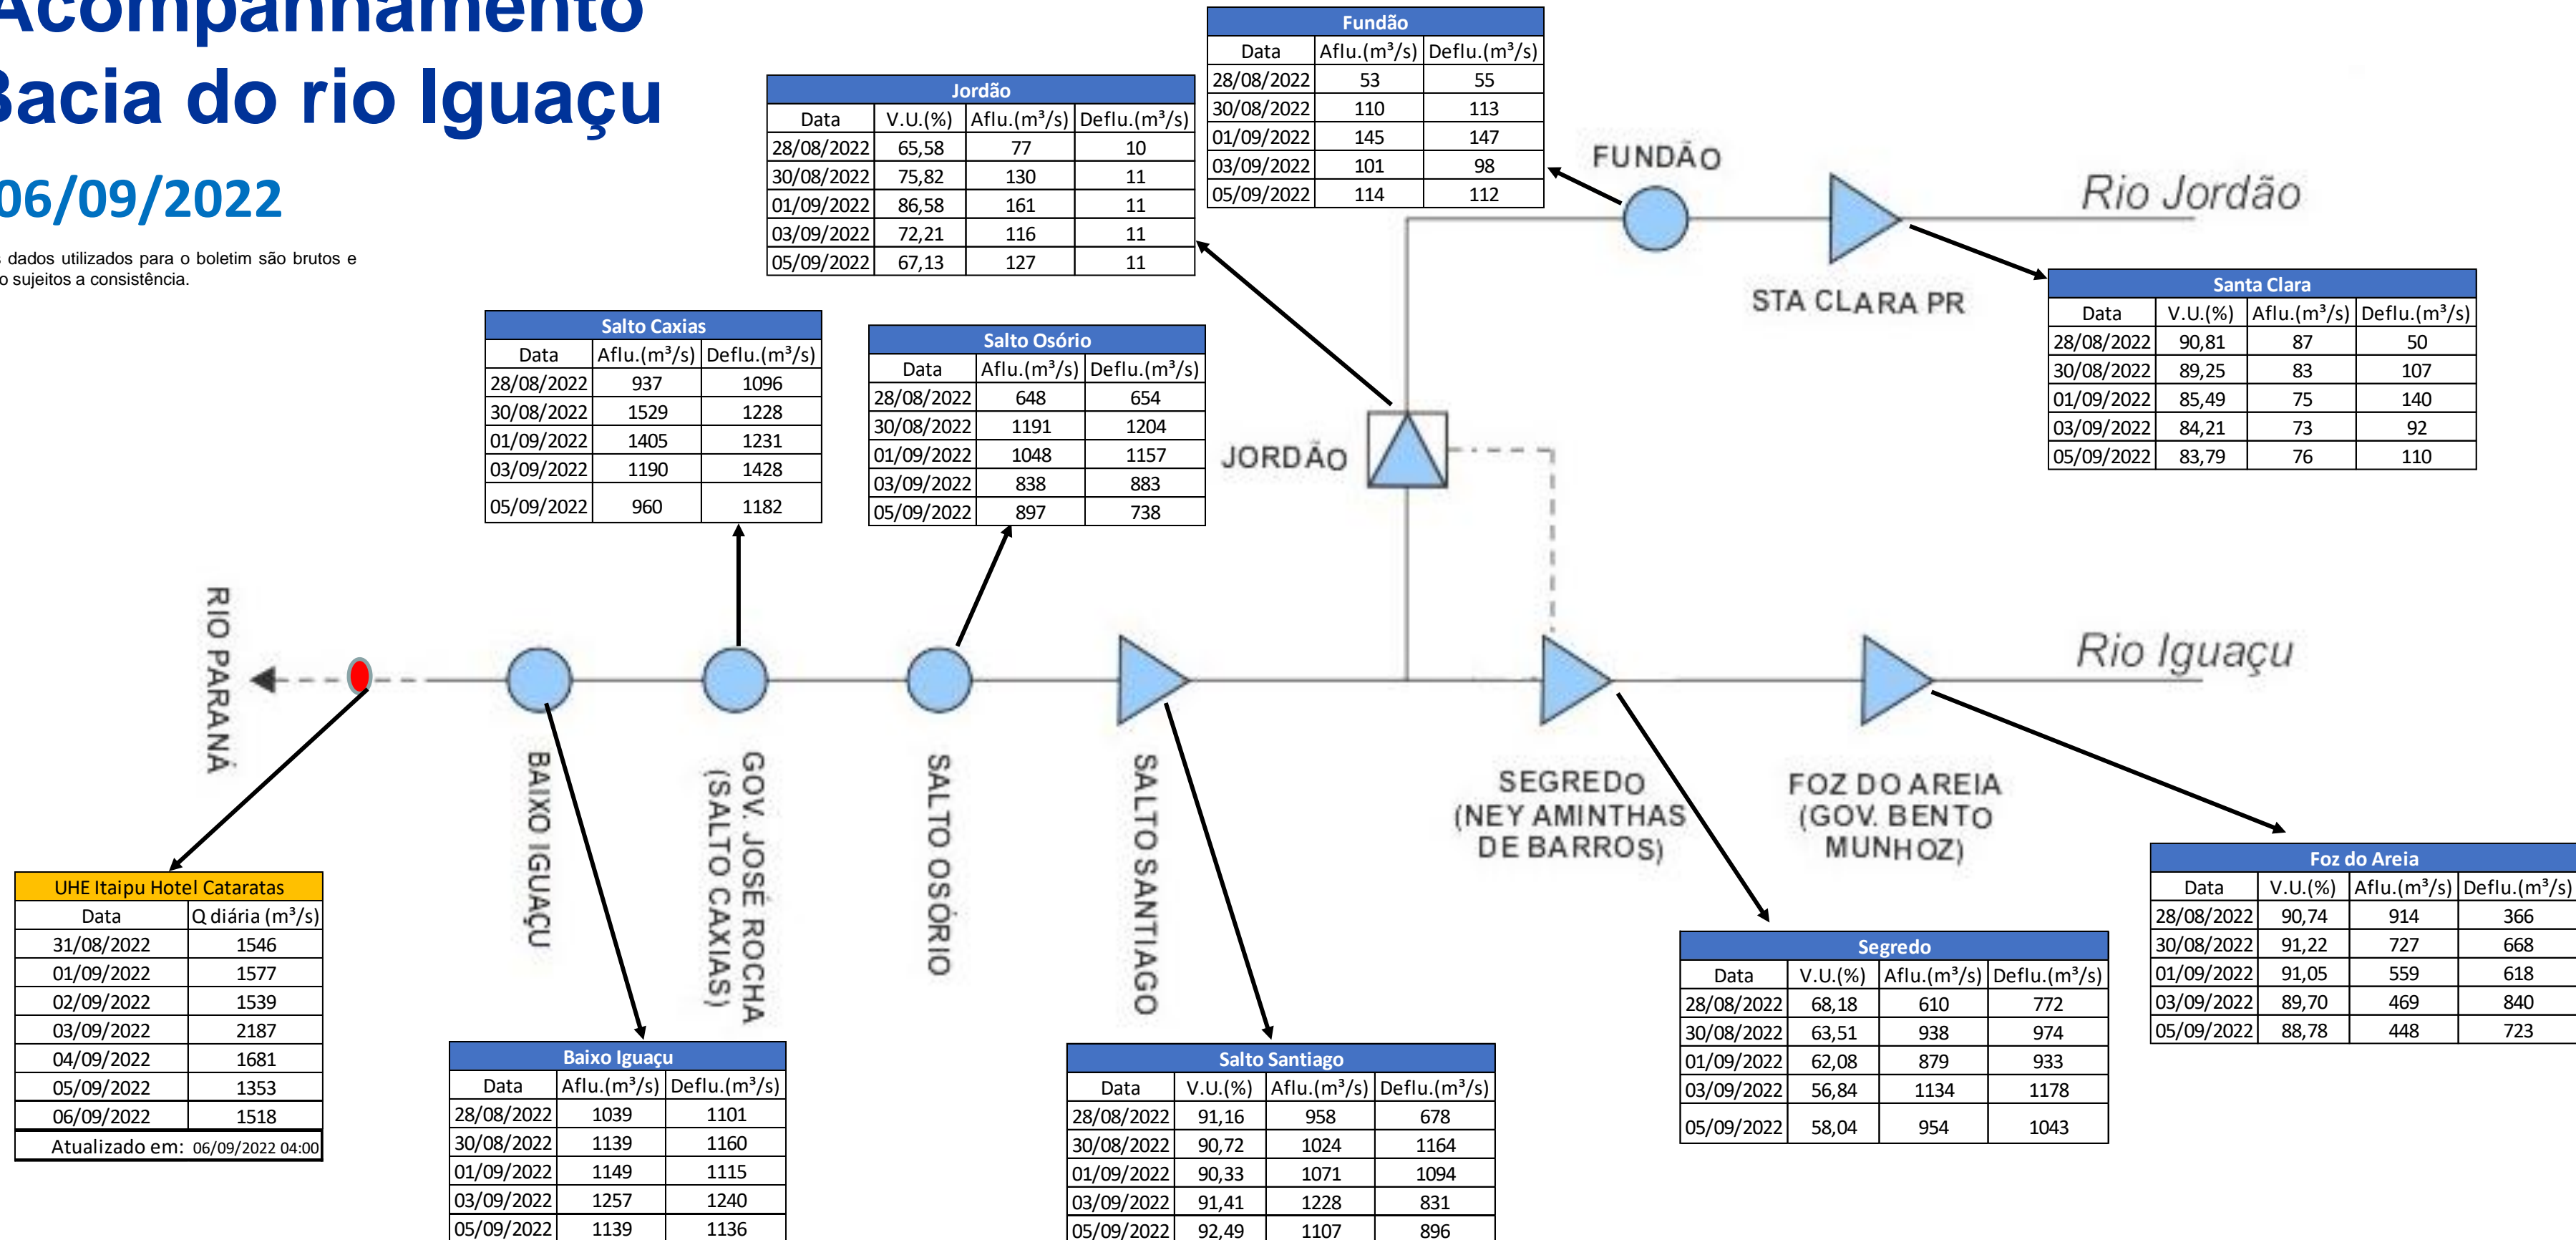 Acompanhamento
Bacia do rio Iguaçu
06/09/2022
s dados utilizados para o boletim são brutos e
o sujeitos a consistência.
Jordão
Data V.U.(%) Aflu.(m³/s) Deflu.(m³/s)
28/08/2022 65,58 77 10
30/08/2022 75,82 130 11
01/09/2022 86,58 161 11
03/09/2022 72,21 116 11
05/09/2022 67,13 127 11
Fundão
Data Aflu.(m³/s) Deflu.(m³/s)
28/08/2022 53 55
30/08/2022 110 113
01/09/2022 145 147
03/09/2022 101 98
05/09/2022 114 112
FUNDÃO
Rio Jordão
STA CLARA PR
Santa Clara
Data V.U.(%) Aflu.(m³/s) Deflu.(m³/s)
28/08/2022 90,81 87 50
30/08/2022 89,25 83 107
01/09/2022 85,49 75 140
03/09/2022 84,21 73 92
05/09/2022 83,79 76 110
Salto Caxias
Data Aflu.(m³/s) Deflu.(m³/s)
28/08/2022 937 1096
30/08/2022 1529 1228
01/09/2022 1405 1231
03/09/2022 1190 1428
05/09/2022 960 1182
Salto Osório
Data Aflu.(m³/s) Deflu.(m³/s)
28/08/2022 648 654
30/08/2022 1191 1204
01/09/2022 1048 1157
03/09/2022 838 883
05/09/2022 897 738
JORDÃO
RIO PARANÁ
Rio Iguaçu
BAIXO IGUAÇU
GOV. JOSÉ ROCHA
(SALTO CAXIAS)
SALTO OSÓRIO
SALTO SANTIAGO
SEGREDO
(NEY AMINTHAS
DE BARROS)
FOZ DO AREIA
(GOV. BENTO
MUNHOZ)
UHE Itaipu Hotel Cataratas
Data Q diária (m³/s)
31/08/2022 1546
01/09/2022 1577
02/09/2022 1539
03/09/2022 2187
04/09/2022 1681
05/09/2022 1353
06/09/2022 1518
Atualizado em: 06/09/2022 04:00
Baixo Iguaçu
Data Aflu.(m³/s) Deflu.(m³/s)
28/08/2022 1039 1101
30/08/2022 1139 1160
01/09/2022 1149 1115
03/09/2022 1257 1240
05/09/2022 1139 1136
Salto Santiago
Data V.U.(%) Aflu.(m³/s) Deflu.(m³/s)
28/08/2022 91,16 958 678
30/08/2022 90,72 1024 1164
01/09/2022 90,33 1071 1094
03/09/2022 91,41 1228 831
05/09/2022 92,49 1107 896
Segredo
Data V.U.(%) Aflu.(m³/s) Deflu.(m³/s)
28/08/2022 68,18 610 772
30/08/2022 63,51 938 974
01/09/2022 62,08 879 933
03/09/2022 56,84 1134 1178
05/09/2022 58,04 954 1043
Foz do Areia
Data V.U.(%) Aflu.(m³/s) Deflu.(m³/s)
28/08/2022 90,74 914 366
30/08/2022 91,22 727 668
01/09/2022 91,05 559 618
03/09/2022 89,70 469 840
05/09/2022 88,78 448 723